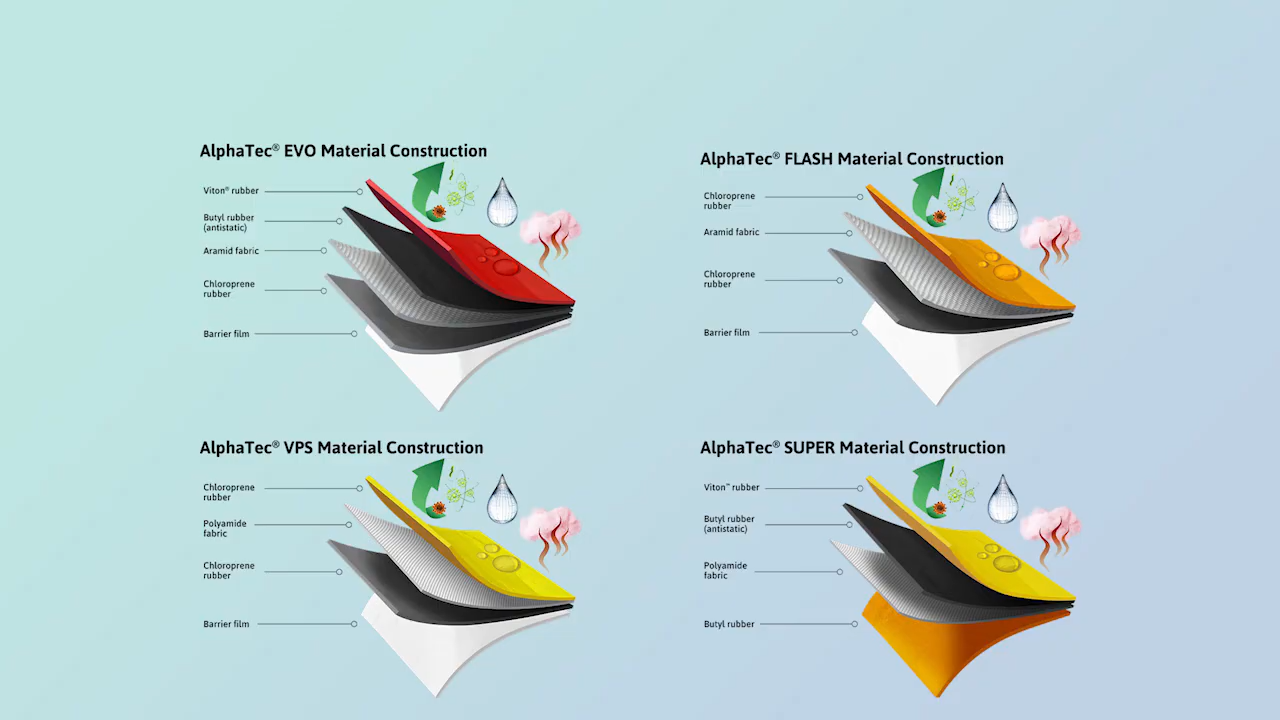 AlphaTec® EVO Material Construction
Viton® rubber
Butyl rubber
(antistatic)
Aramid fabric
Chloroprene
rubber
Barrier film
AlphaTec® FLASH Material Construction
Chloroprene
rubber
Aramid fabric
Chloroprene
rubber
Barrier film
AlphaTec® VPS Material Construction
Chloroprene
rubber
Polyamide
fabric
Chloroprene
rubber
Barrier film
AlphaTec® SUPER Material Construction
Viton™ rubber
Butyl rubber
(antistatic)
Polyamide
fabric
Butyl rubber